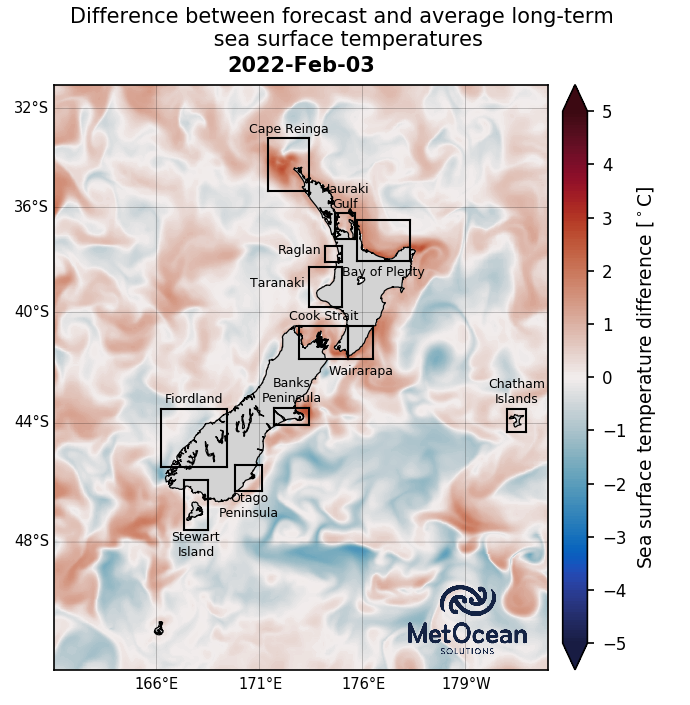 Difference between forecast and average long-term
sea surface temperatures
2022-Feb-03
32°S
36°S
40°S
44°S
48°S
166°E
171°E
176°E
179°W
Cape Reinga
Hauraki
Gulf
Raglan
Bay of Plenty
Taranaki
Cook Strait
Wairarapa
Banks
Peninsula
Fiordland
Chatham
Islands
Otago
Peninsula
Stewart
Island
MetOcean
SOLUTIONS
5
4
3
2
1
0
−1
−2
−3
−4
−5
Sea surface temperature difference [°C]